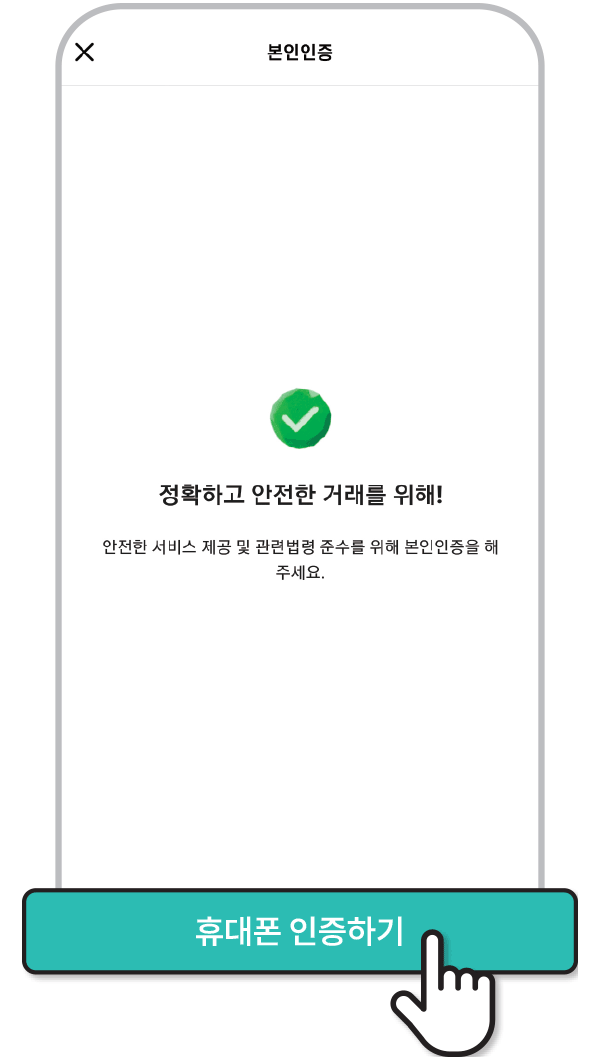 본인인증
정확하고 안전한 거래를 위해!
안전한 서비스 제공 및 관련법령 준수를 위해 본인인증을 해
주세요.
휴대폰 인증하기